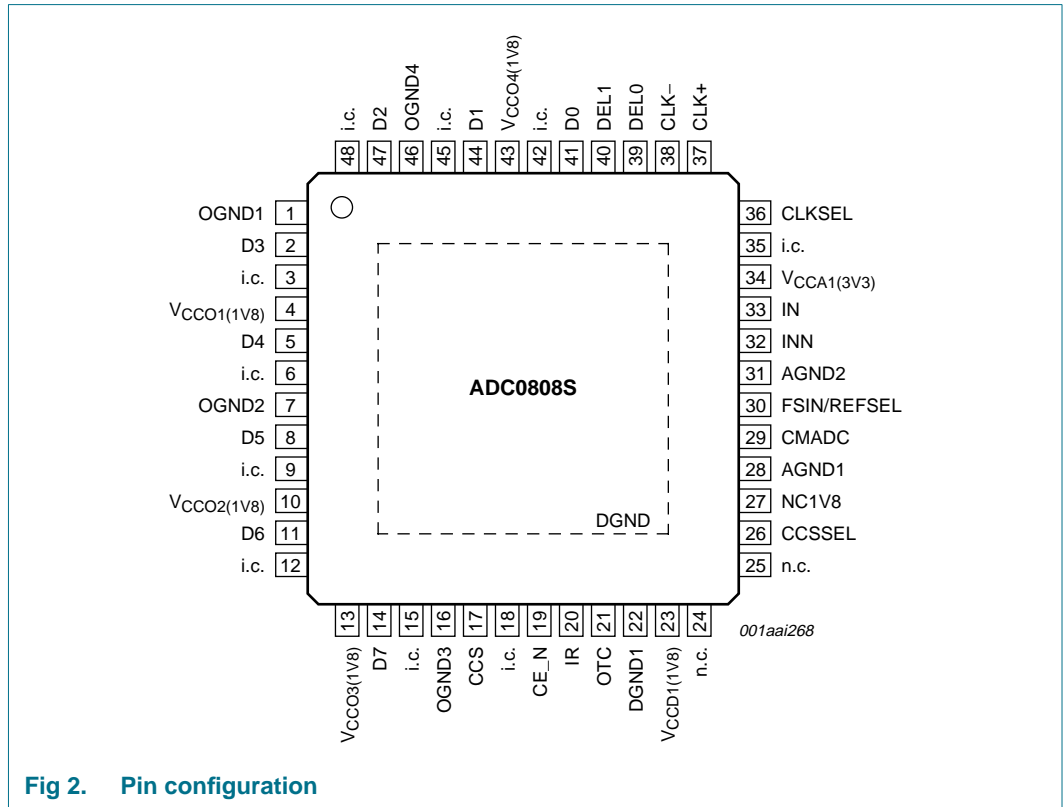 i.c.
D2
OGND4
i.c.
D1
VCCO4(1V8)
i.c.
D0
DEL1
DEL0
CLK−
CLK+
48
47
46
45
44
43
42
41
40
39
38
37
OGND1 1
D3 2
i.c. 3
VCCO1(1V8) 4
D4 5
i.c. 6
OGND2 7
D5 8
i.c. 9
VCCO2(1V8) 10
D6 11
i.c. 12
ADC0808S
DGND
36 CLKSEL
35 i.c.
34 VCCA1(3V3)
33 IN
32 INN
31 AGND2
30 FSIN/REFSEL
29 CMADC
28 AGND1
27 NC1V8
26 CCSSEL
25 n.c.
13
14
15
16
17
18
19
20
21
22
23
24
VCCO3(1V8)
D7
i.c.
OGND3
CCS
i.c.
CE_N
IR
OTC
DGND1
VCCD1(1V8)
n.c.
001aai268
Fig 2. Pin configuration